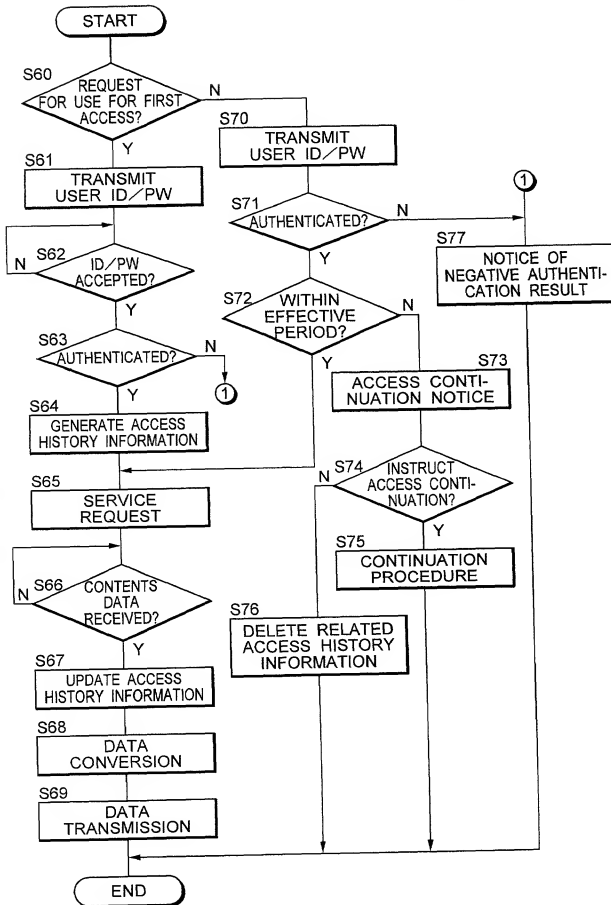 START
S60
REQUEST
FOR USE FOR FIRST
ACCESS?
N
Y
S61
TRANSMIT
USER ID/PW
S62
ID/PW
ACCEPTED?
N
Y
S63
AUTHENTICATED?
N
1
Y
S64
GENERATE ACCESS
HISTORY INFORMATION
S65
SERVICE
REQUEST
S66
CONTENTS
DATA
RECEIVED?
N
Y
S67
UPDATE ACCESS
HISTORY INFORMATION
S68
DATA
CONVERSION
S69
DATA
TRANSMISSION
END
S70
TRANSMIT
USER ID/PW
S71
AUTHENTICATED?
N
Y
S72
WITHIN
EFFECTIVE
PERIOD?
N
Y
S73
ACCESS CONTI-
NUATION NOTICE
S74
INSTRUCT
ACCESS CONTI-
NUATION?
N
Y
S75
CONTINUATION
PROCEDURE
S76
DELETE RELATED
ACCESS HISTORY
INFORMATION
1
S77
NOTICE OF
NEGATIVE AUTHENTI-
CATION RESULT